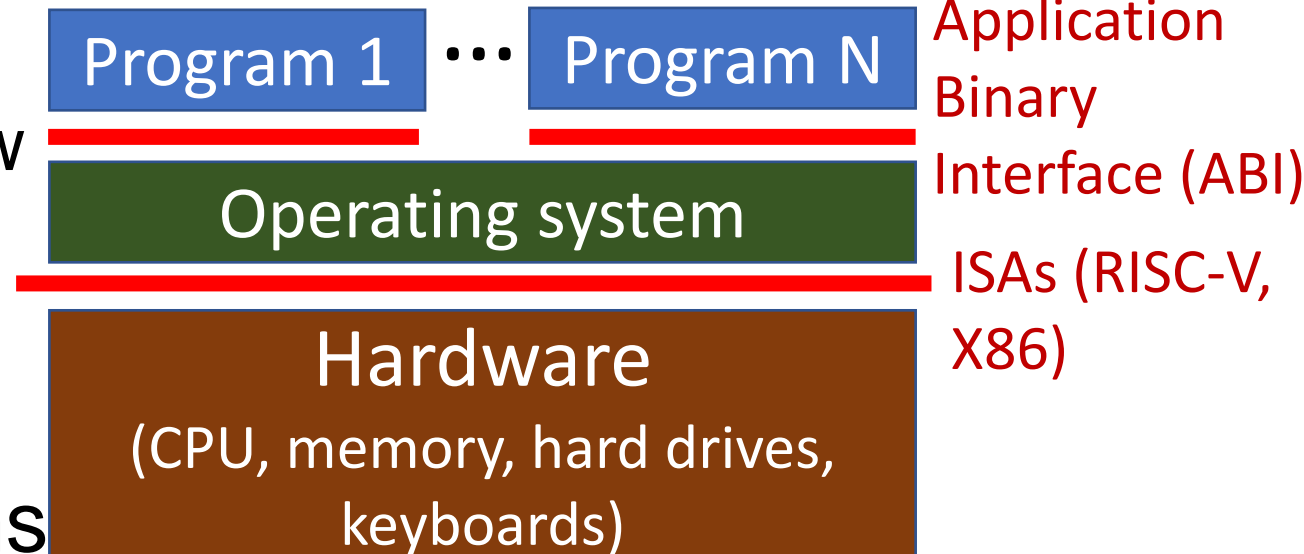 Program 1 ... Program N
Application
Binary
Interface (ABI)
w
Operating system
ISAs (RISC-V,
X86)
Hardware
(CPU, memory, hard drives,
keyboards)
s